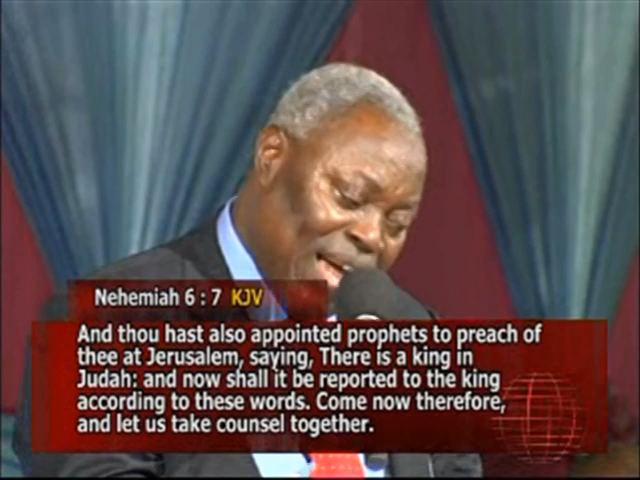 Nehemiah 6 : 7 KJV
And thou hast also appointed prophets to preach of
thee at Jerusalem, saying, There is a king in
Judah: and now shall it be reported to the king
according to these words. Come now therefore,
and let us take counsel together.